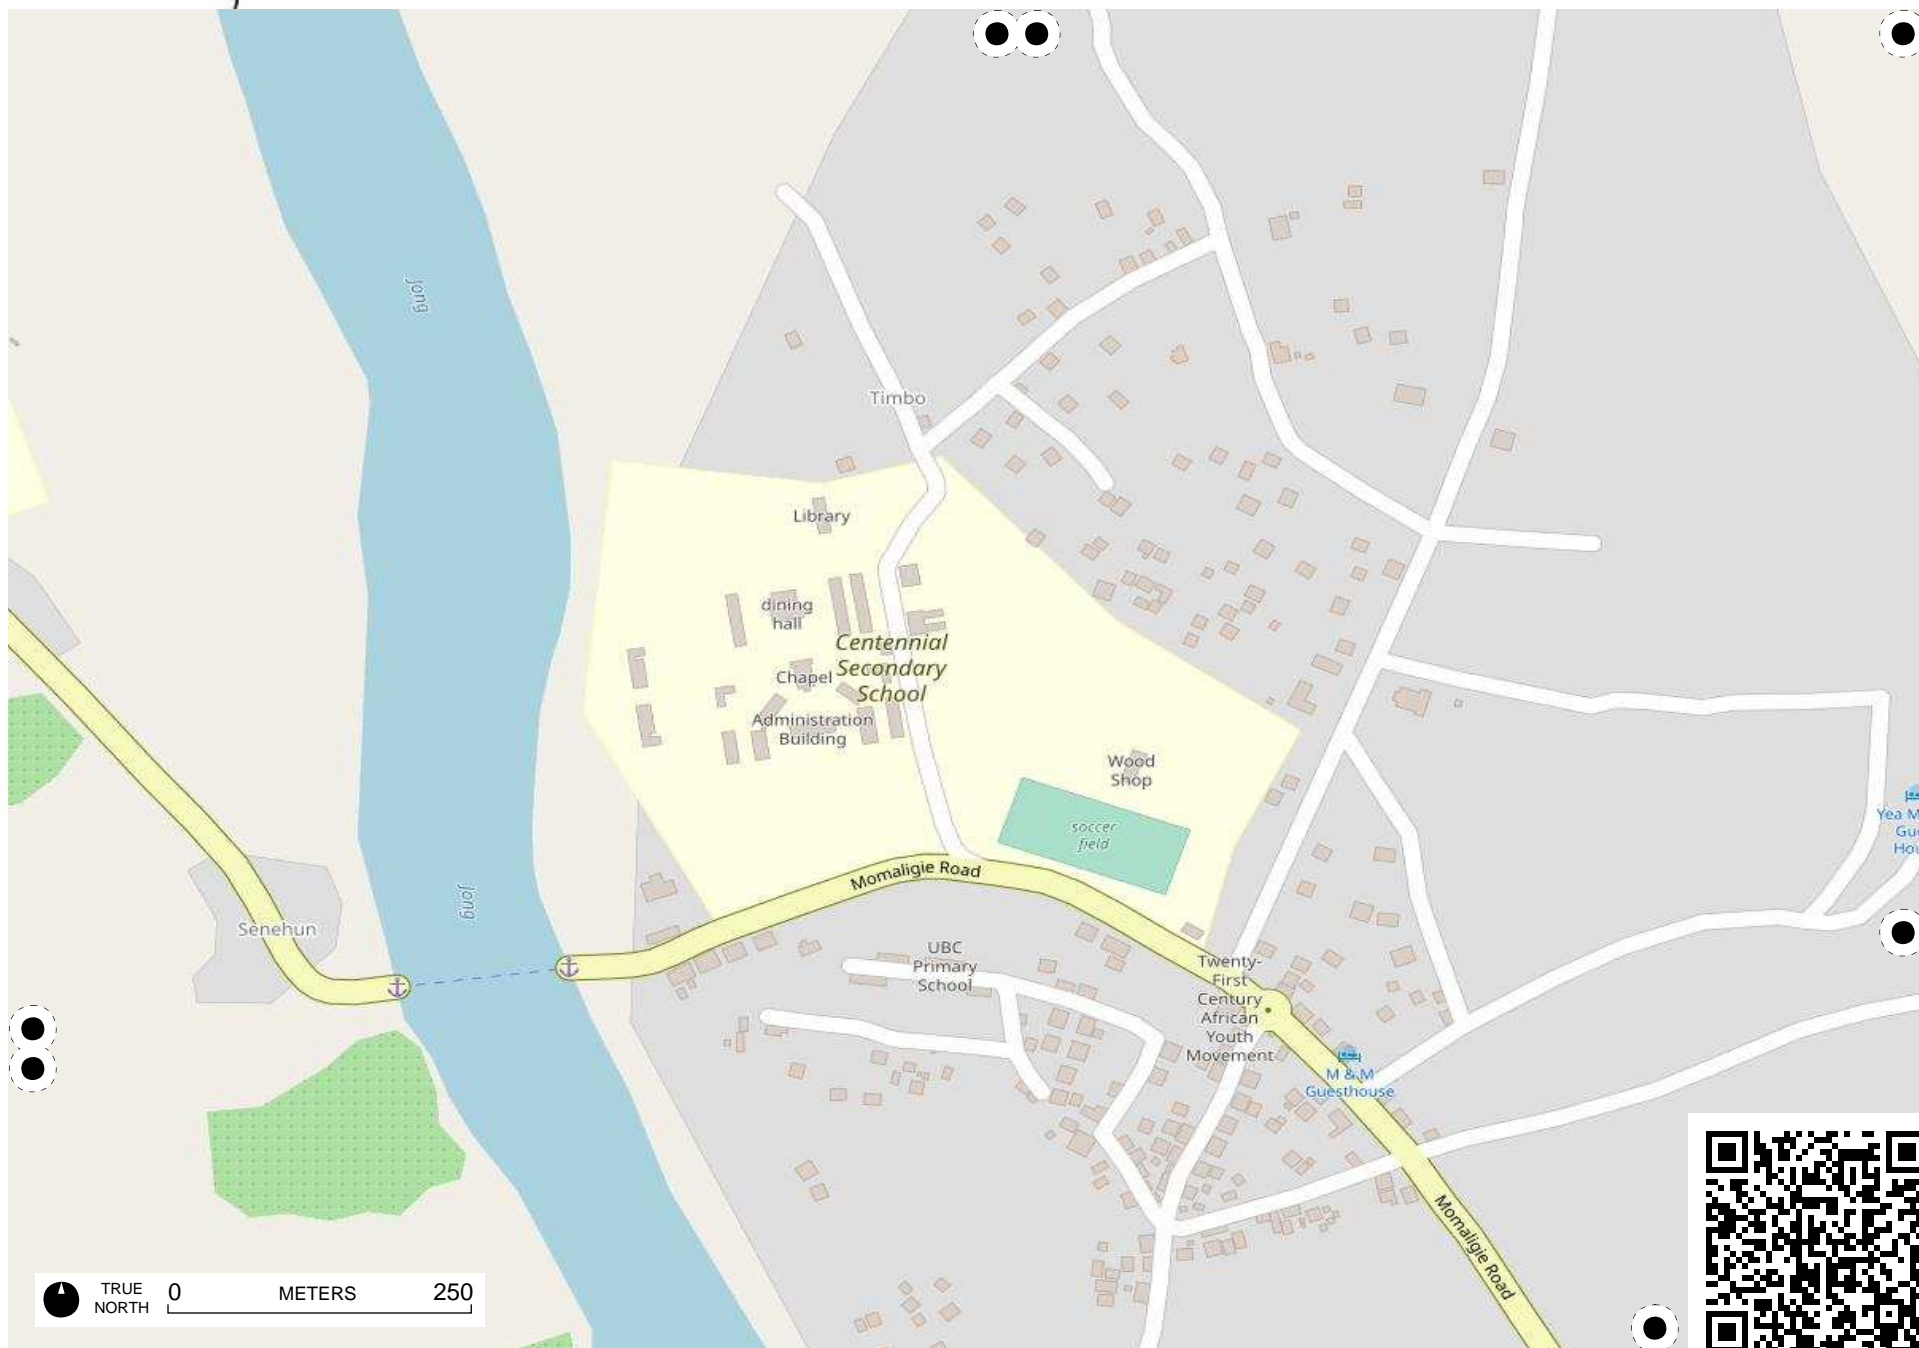 Jong
Timbo
Library
dining
hall
Centennial
Secondary
School
Chapel
Administration
Building
Wood
Shop
soccer
field
Momaligie Road
Jong
Senehun
UBC
Primary
School
Twenty-
First
Century
African
Youth
Movement
M & M
Guesthouse
Yea M
Momaligie Road
TRUE
NORTH
0
METERS
250